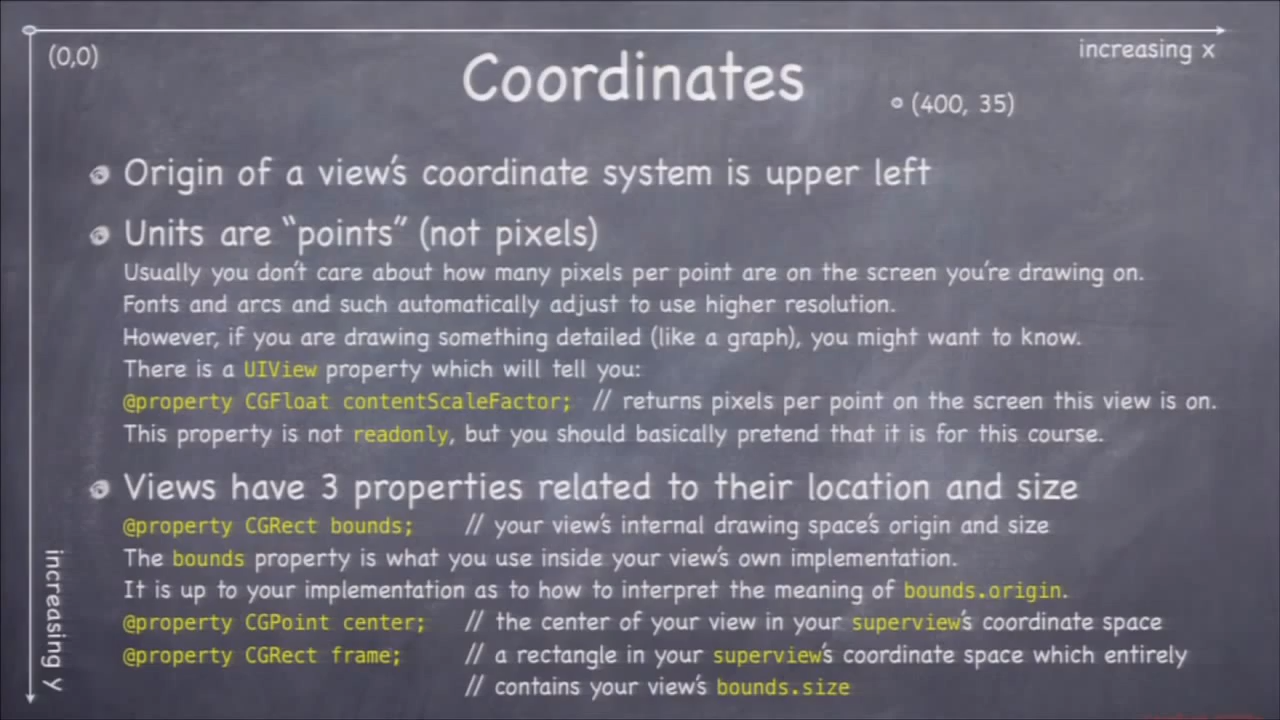 (0,0)
increasing x
Coordinates
(400, 35)
Origin of a view's coordinate system is upper left
Units are “points” (not pixels)
Usually you don't care about how many pixels per point are on the screen you're drawing on.
Fonts and arcs and such automatically adjust to use higher resolution.
However, if you are drawing something detailed (like a graph), you might want to know.
There is a UIView property which will tell you:
@property CGFloat contentScaleFactor; // returns pixels per point on the screen this view is on.
This property is not readonly, but you should basically pretend that it is for this course.
Views have 3 properties related to their location and size
@property CGRect bounds; // your view's internal drawing space's origin and size
The bounds property is what you use inside your view's own implementation.
It is up to your implementation as to how to interpret the meaning of bounds.origin.
@property CGPoint center; // the center of your view in your superview's coordinate space
@property CGRect frame; // a rectangle in your superview's coordinate space which entirely
// contains your view's bounds.size
increasing y